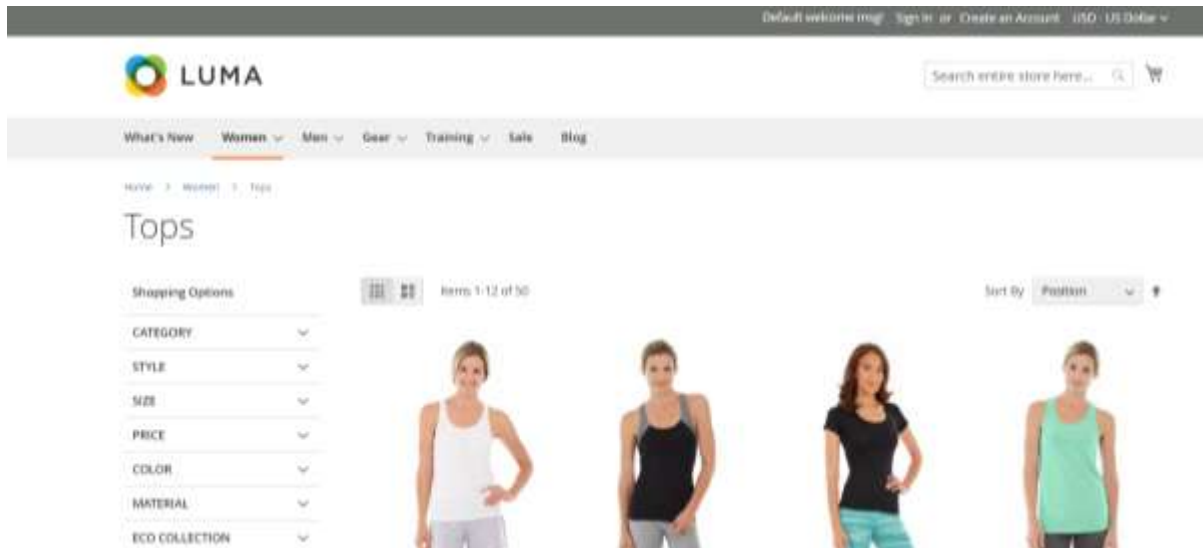 Default welcome msg! Sign In or Create an Account USD - US Dollar
LUMA
Search entire store here...
What's New Women Men Gear Training Sale Blog
Home > Women > Tops
Tops
Shopping Options
Items 1-12 of 50
Sort By Position
CATEGORY
STYLE
SIZE
PRICE
COLOR
MATERIAL
ECO COLLECTION